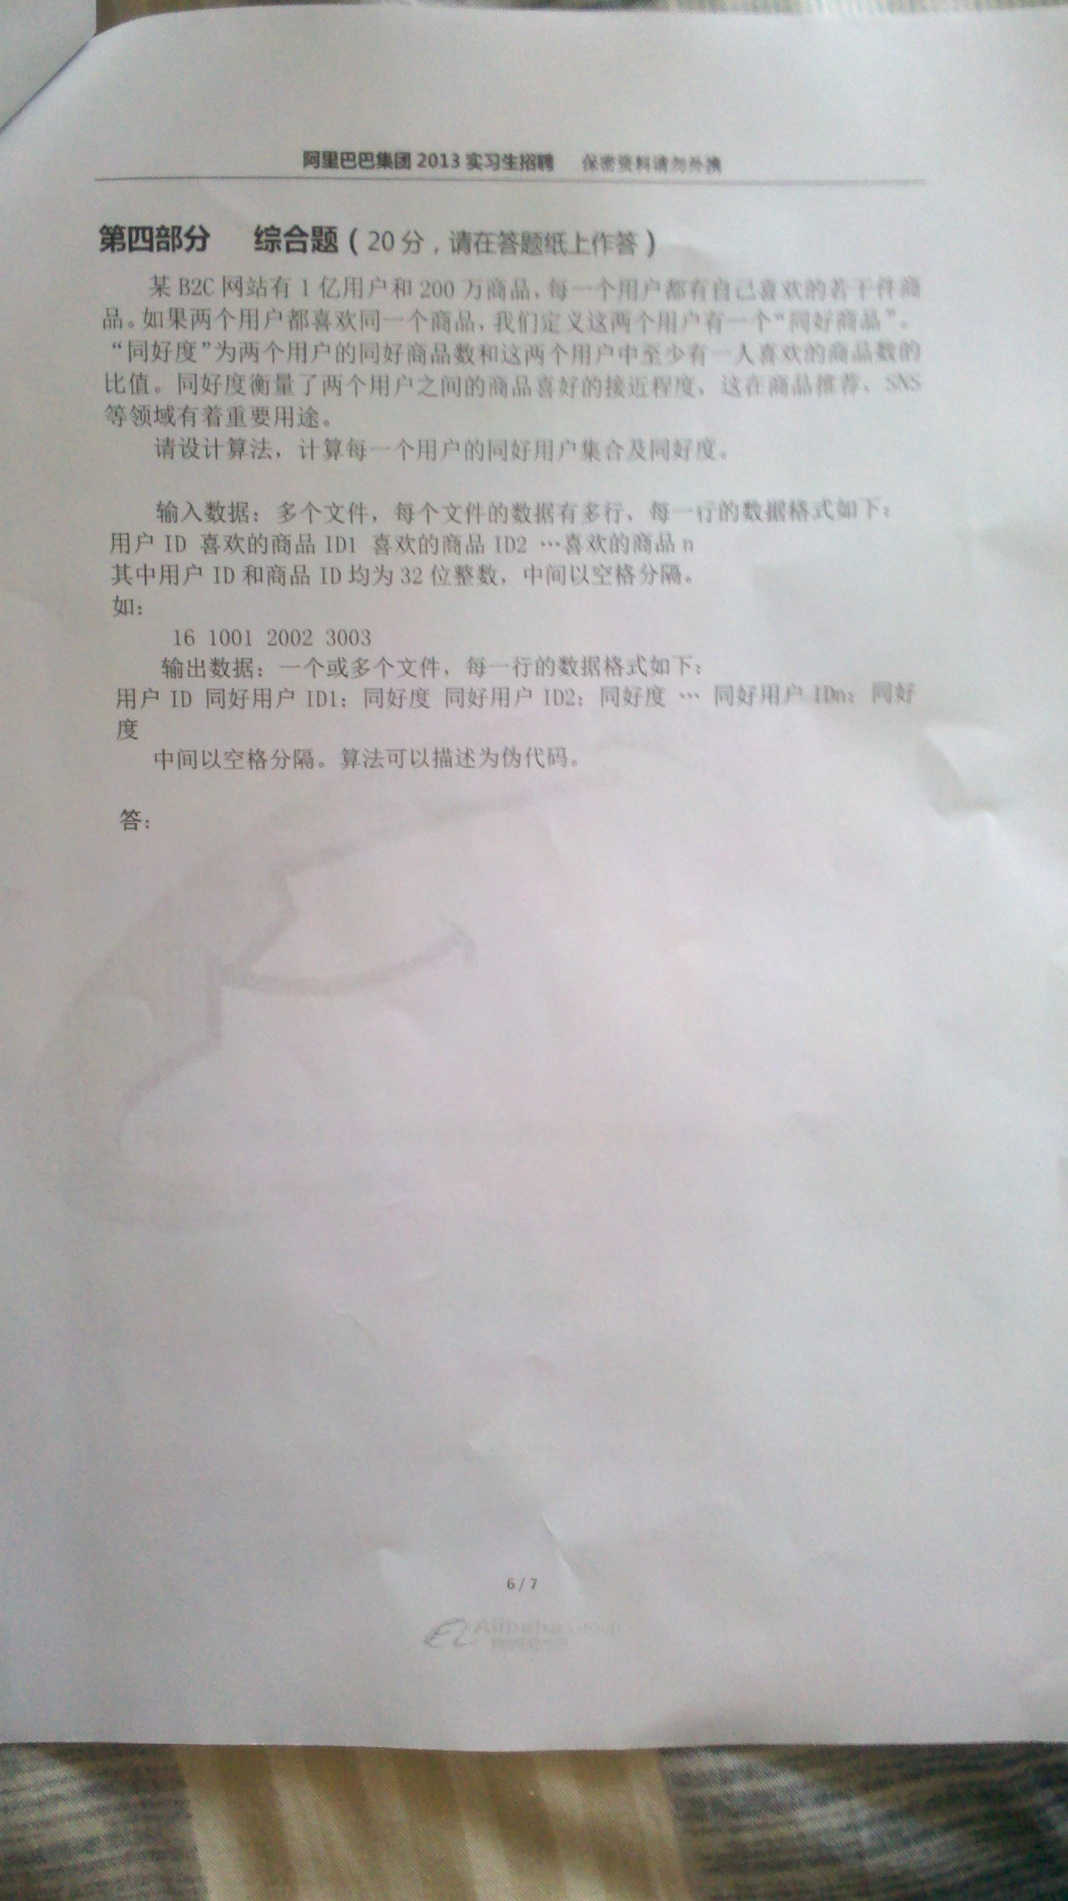 阿里巴巴集团 2013 实习生招聘 保密资料请勿外泄
第四部分 综合题（20 分，请在答题纸上作答）
某 B2C 网站有 1 亿用户和 200 万商品，每一个用户都有自己喜欢的若干件商
品。如果两个用户都喜欢同一个商品，我们定义这两个用户有一个“同好商品”。
“同好度”为两个用户的同好商品数和这两个用户中至少有一人喜欢的商品数的
比值。同好度衡量了两个用户之间的商品喜好的接近程度，这在商品推荐、SNS
等领域有着重要用途。
请设计算法，计算每一个用户的同好用户集合及同好度。
输入数据：多个文件，每个文件的数据有多行，每一行的数据格式如下：
用户 ID 喜欢的商品 ID1 喜欢的商品 ID2 …喜欢的商品 n
其中用户 ID 和商品 ID 均为 32 位整数，中间以空格分隔。
如：
16 1001 2002 3003
输出数据：一个或多个文件，每一行的数据格式如下：
用户 ID 同好用户 ID1：同好度 同好用户 ID2：同好度 … 同好用户 IDn：同好
度
中间以空格分隔。算法可以描述为伪代码。
答：
6 / 7
Alibaba Group